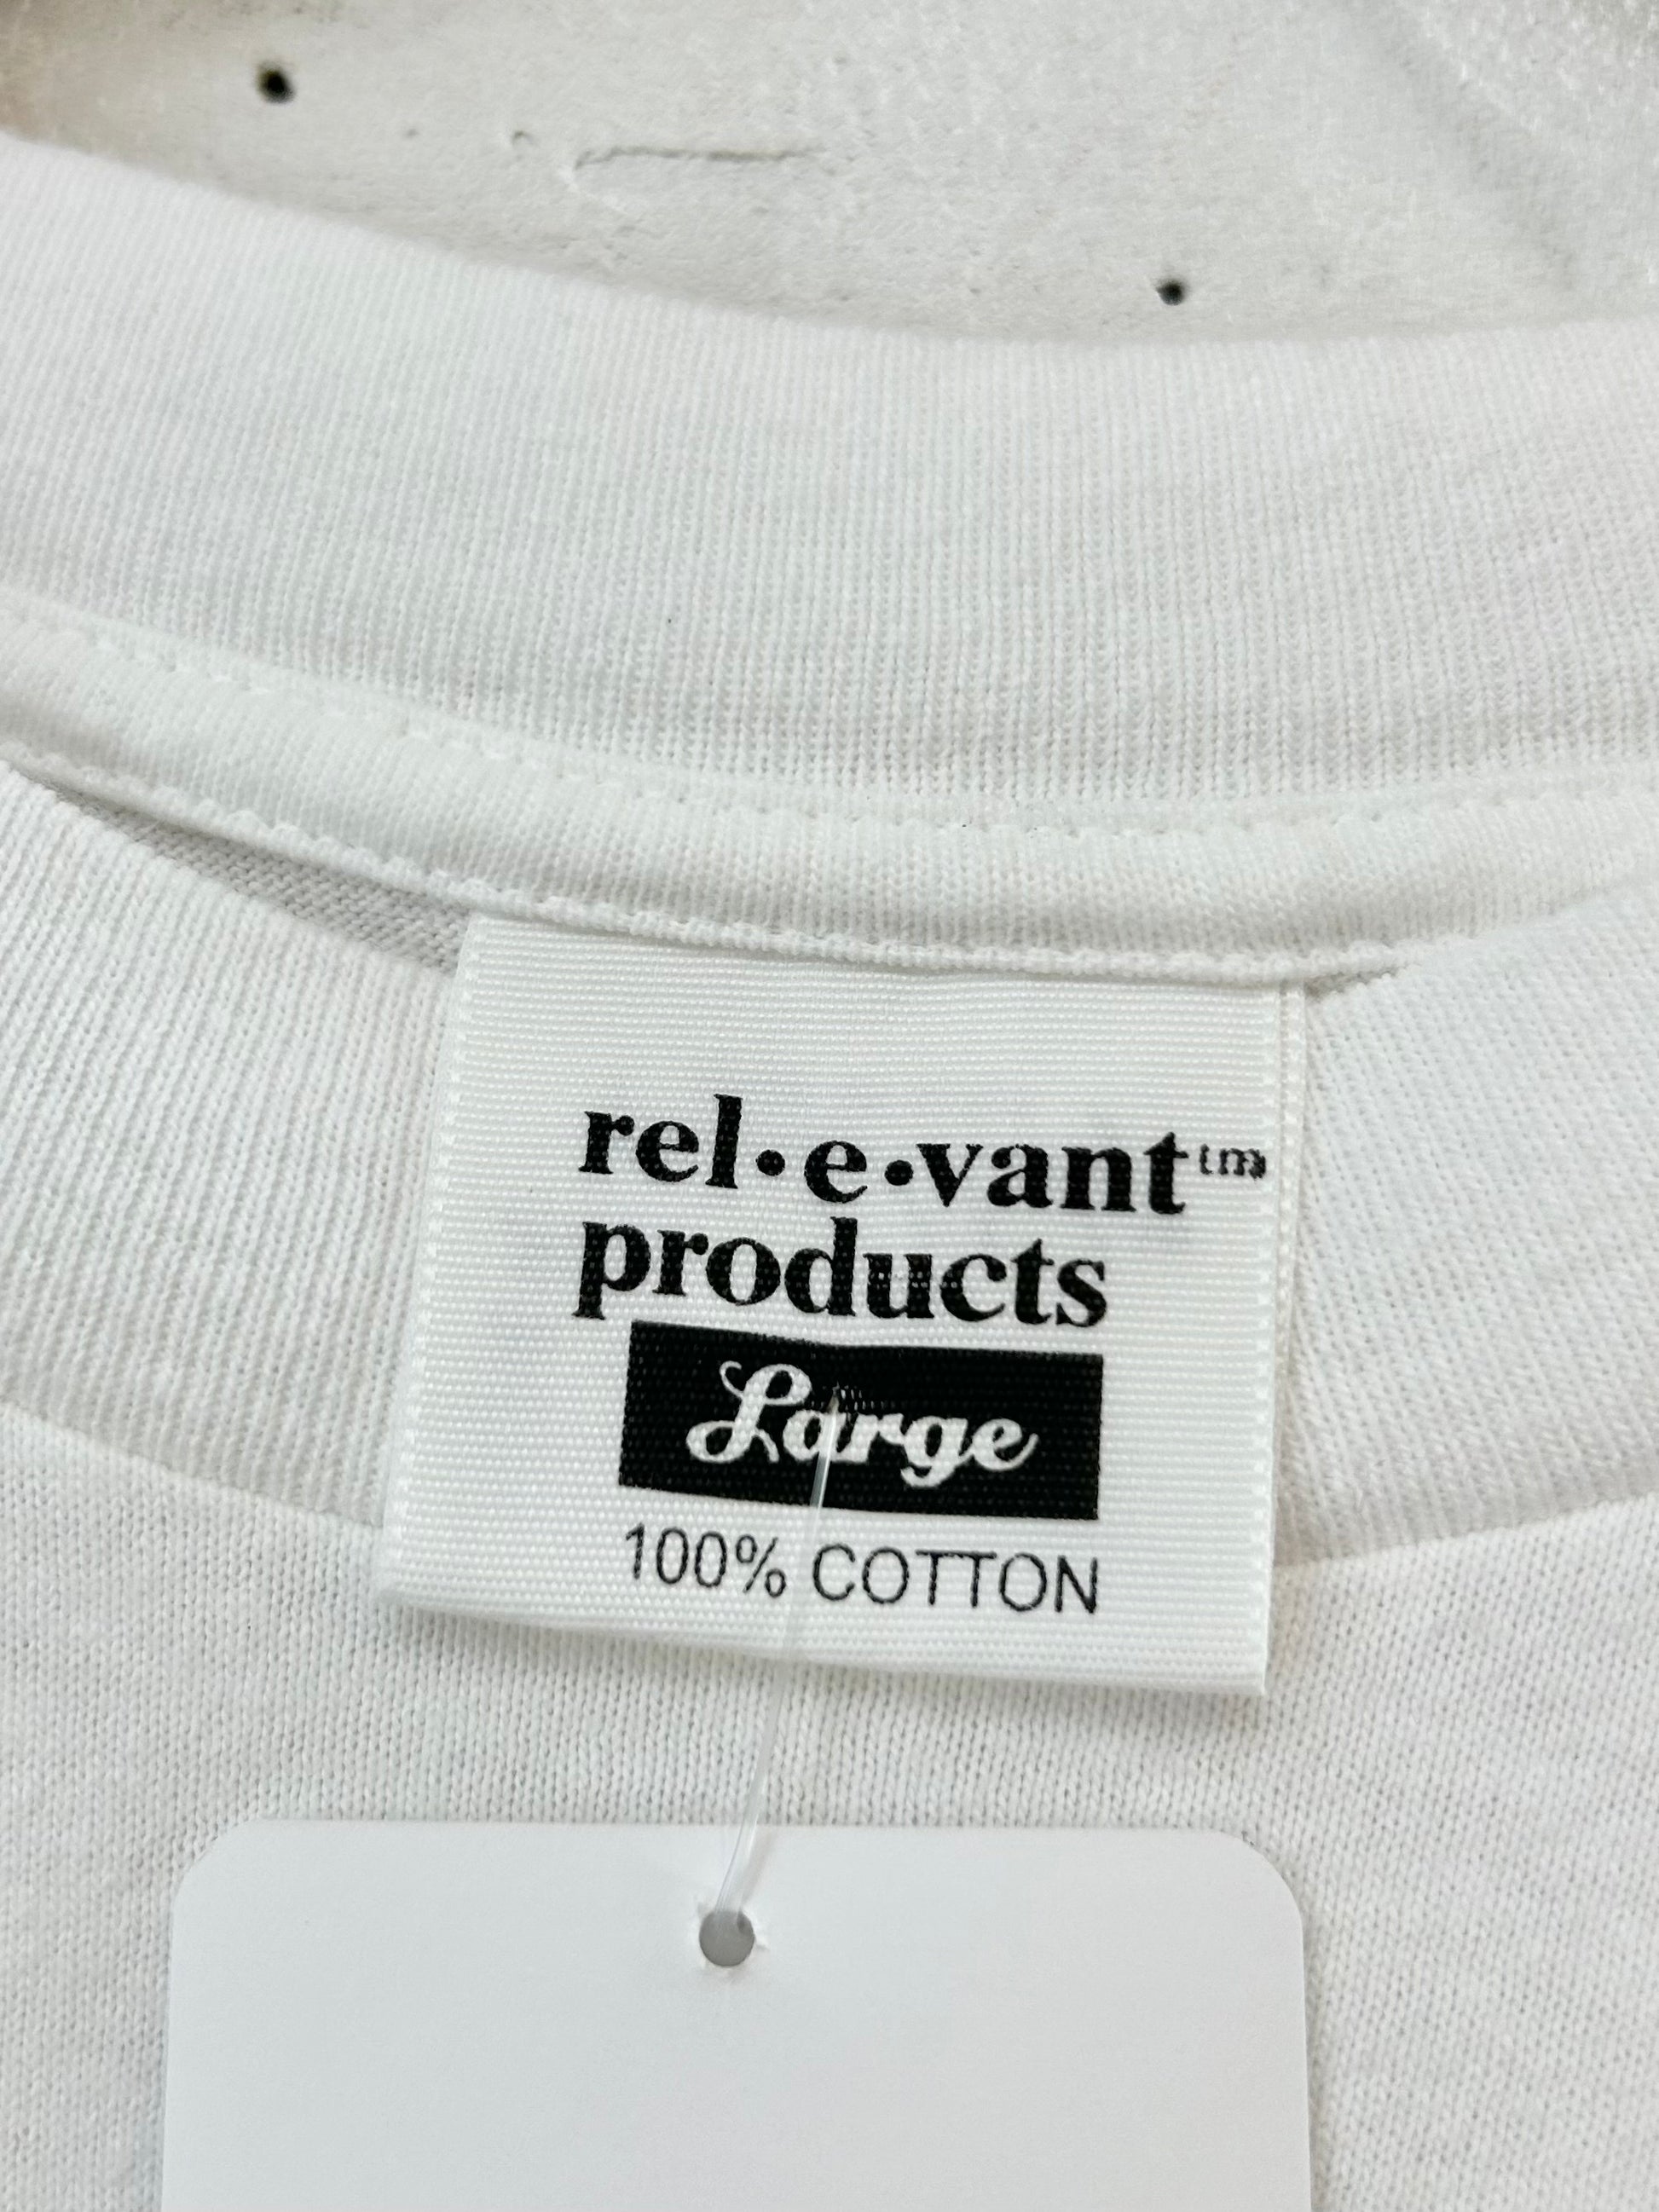 rel·e·vant™
products
Large
100% COTTON